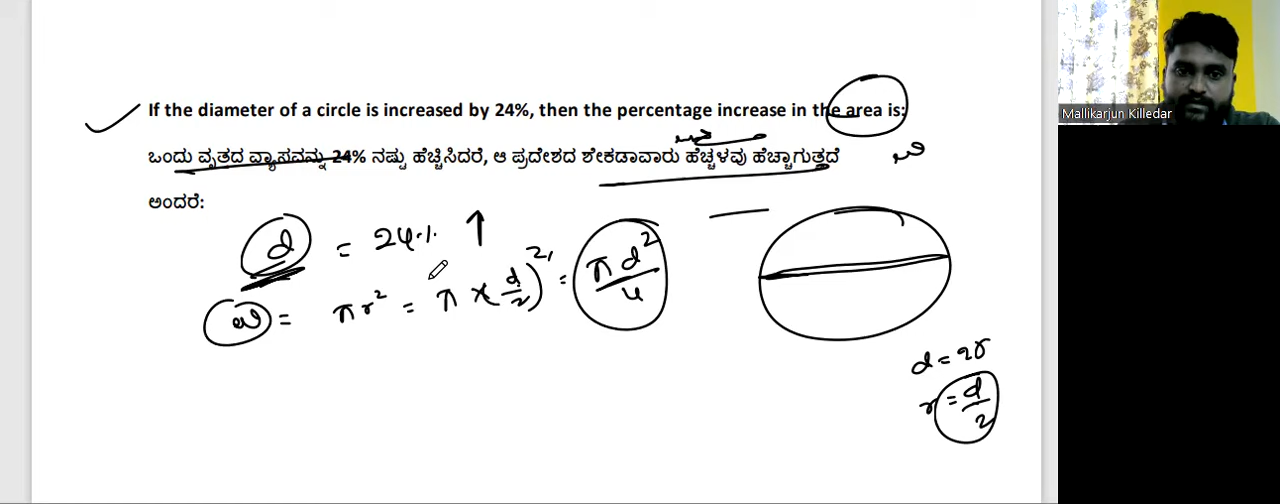 If the diameter of a circle is increased by 24%, then the percentage increase in the area is:
ಒಂದು ವೃತದ ವ್ಯಾಸವನ್ನು 24% ನಷ್ಟು ಹೆಚ್ಚಿಸಿದರೆ, ಆ ಪ್ರದೇಶದ ಶೇಕಡಾವಾರು ಹೆಚ್ಚಳವು ಹೆಚ್ಚಾಗುತ್ತದೆ
ಅಂದರೆ:
d = 24% ↑
= πr² = π × (d/2)² = πd²/4
d = 2r
r = d/2
Mallikarjun Killedar